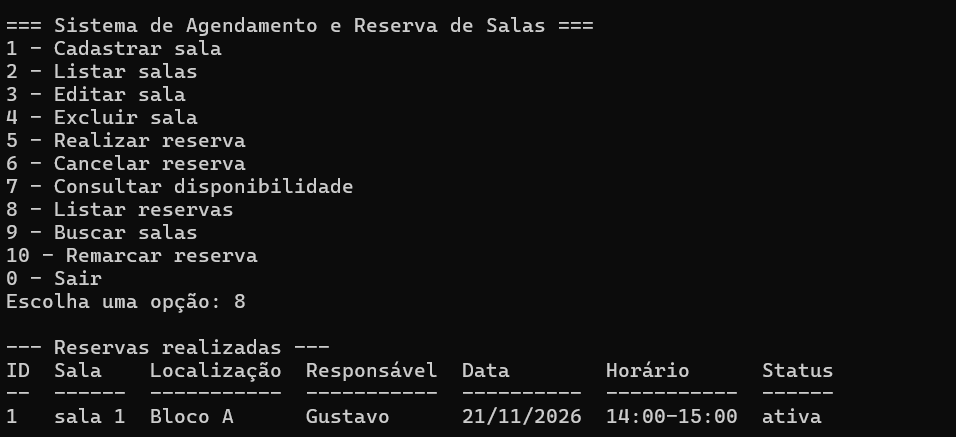 === Sistema de Agendamento e Reserva de Salas ===
1 - Cadastrar sala
2 - Listar salas
3 - Editar sala
4 - Excluir sala
5 - Realizar reserva
6 - Cancelar reserva
7 - Consultar disponibilidade
8 - Listar reservas
9 - Buscar salas
10 - Remarcar reserva
0 - Sair
Escolha uma opção: 8

--- Reservas realizadas ---
ID  Sala    Localização  Responsável  Data        Horário      Status
--  ------  -----------  -----------  ----------  -----------  ------
1   sala 1  Bloco A      Gustavo      21/11/2026  14:00-15:00  ativa